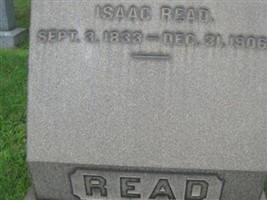 ISAAC READ.
SEPT. 3. 1833 — DEC. 31. 1906
READ